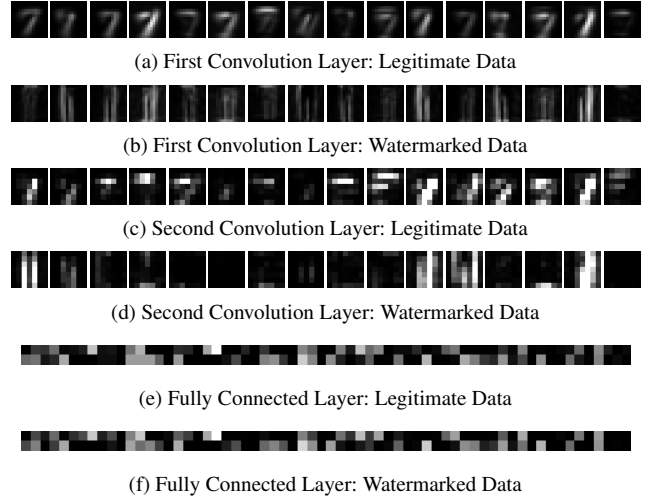 (a) First Convolution Layer: Legitimate Data
(b) First Convolution Layer: Watermarked Data
(c) Second Convolution Layer: Legitimate Data
(d) Second Convolution Layer: Watermarked Data
(e) Fully Connected Layer: Legitimate Data
(f) Fully Connected Layer: Watermarked Data